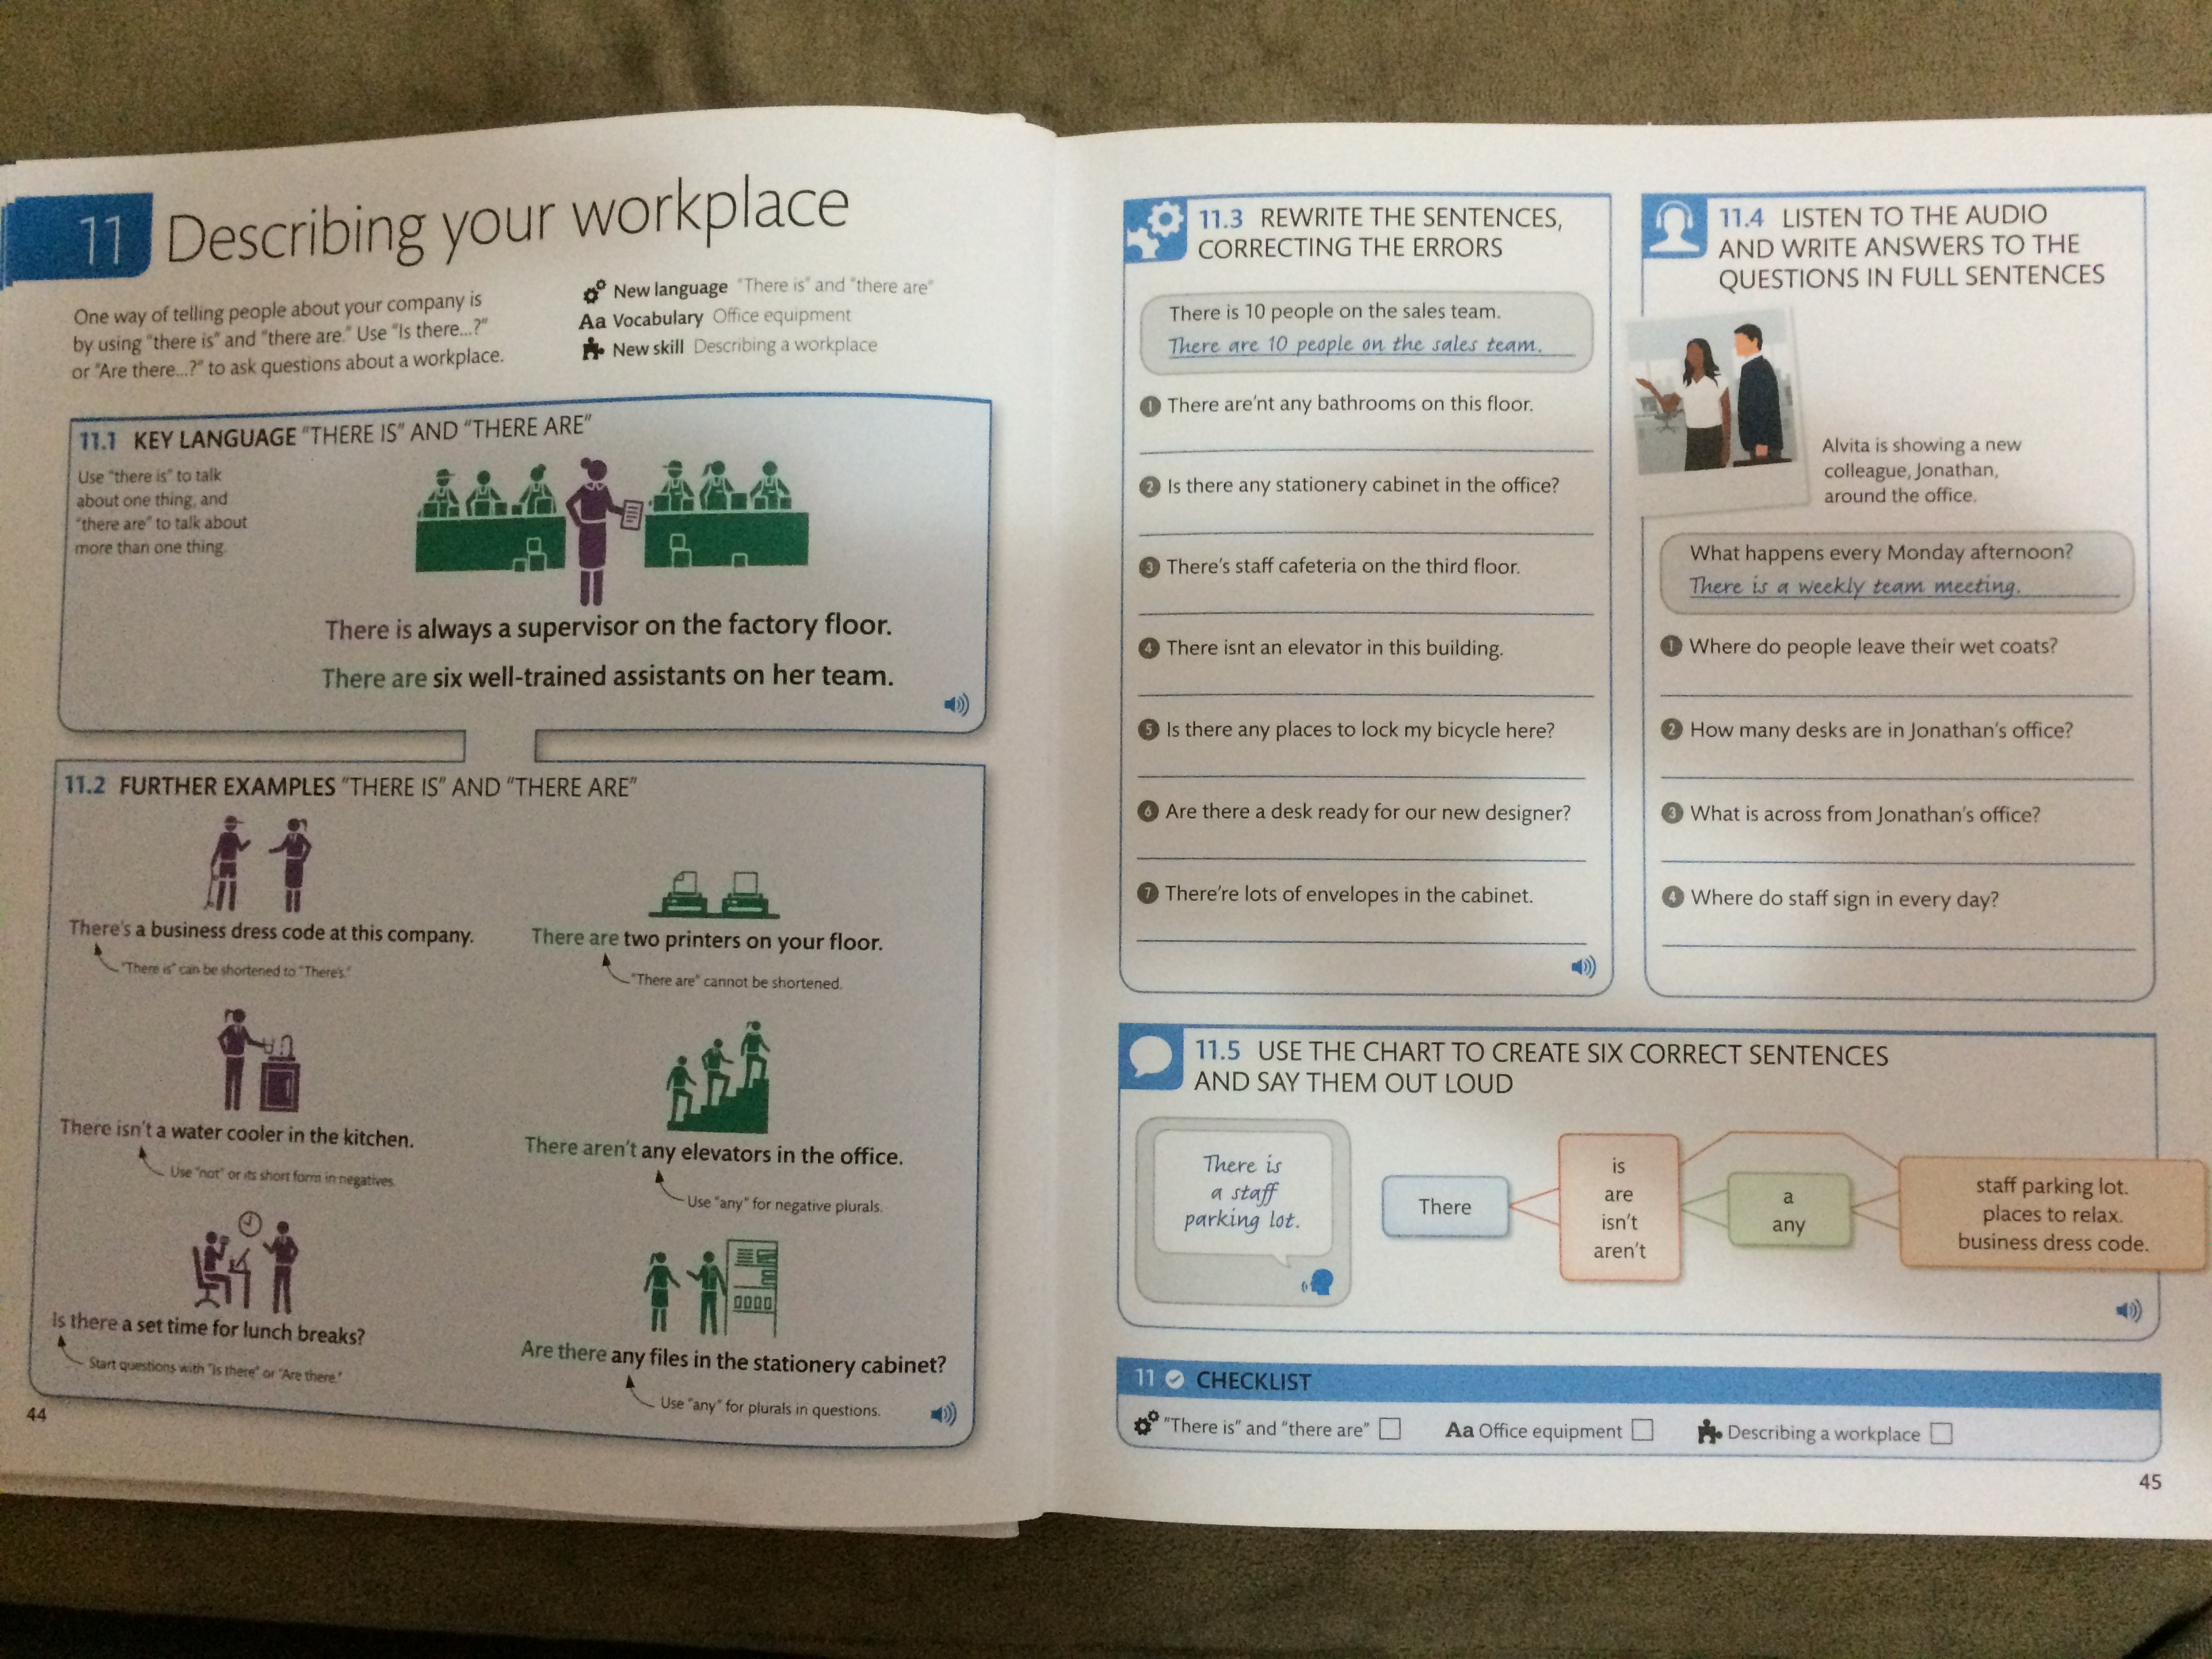 11 Describing your workplace
One way of telling people about your company is
by using "there is" and "there are." Use "Is there...?"
or "Are there...?" to ask questions about a workplace.
New language "There is" and "there are"
Aa Vocabulary Office equipment
New skill Describing a workplace
11.1 KEY LANGUAGE "THERE IS" AND "THERE ARE"
Use "there is" to talk
about one thing, and
"there are" to talk about
more than one thing.
There is always a supervisor on the factory floor.
There are six well-trained assistants on her team.
11.2 FURTHER EXAMPLES "THERE IS" AND "THERE ARE"
There's a business dress code at this company.
"There is" can be shortened to "There's."
There are two printers on your floor.
"There are" cannot be shortened.
There isn't a water cooler in the kitchen.
Use "not" or its short form in negatives.
There aren't any elevators in the office.
Use "any" for negative plurals.
Is there a set time for lunch breaks?
Start questions with "Is there" or "Are there."
Are there any files in the stationery cabinet?
Use "any" for plurals in questions.
44
11.3 REWRITE THE SENTENCES,
CORRECTING THE ERRORS
There is 10 people on the sales team.
There are 10 people on the sales team.
1 There are'nt any bathrooms on this floor.
2 Is there any stationery cabinet in the office?
3 There's staff cafeteria on the third floor.
4 There isnt an elevator in this building.
5 Is there any places to lock my bicycle here?
6 Are there a desk ready for our new designer?
7 There're lots of envelopes in the cabinet.
11.4 LISTEN TO THE AUDIO
AND WRITE ANSWERS TO THE
QUESTIONS IN FULL SENTENCES
Alvita is showing a new
colleague, Jonathan,
around the office.
What happens every Monday afternoon?
There is a weekly team meeting.
1 Where do people leave their wet coats?
2 How many desks are in Jonathan's office?
3 What is across from Jonathan's office?
4 Where do staff sign in every day?
11.5 USE THE CHART TO CREATE SIX CORRECT SENTENCES
AND SAY THEM OUT LOUD
There is
a staff
parking lot.
There
is
are
isn't
aren't
a
any
staff parking lot.
places to relax.
business dress code.
11 CHECKLIST
"There is" and "there are"
Aa Office equipment
Describing a workplace
45